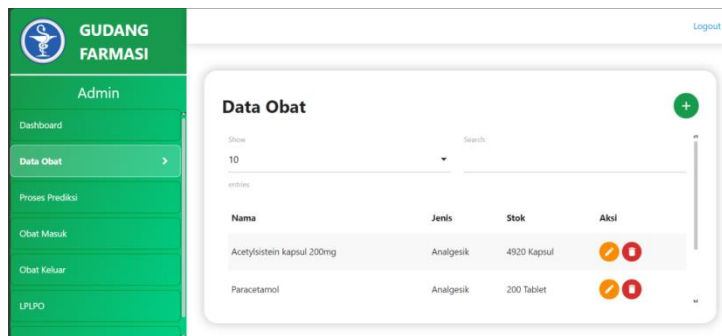 GUDANG
FARMASI
Logout
Admin
Dashboard
Data Obat
Proses Prediksi
Obat Masuk
Obat Keluar
LPLPO
Data Obat
Show
Search:
10
entries
Nama Jenis Stok Aksi
Acetylsistein kapsul 200mg Analgesik 4920 Kapsul
Paracetamol Analgesik 200 Tablet